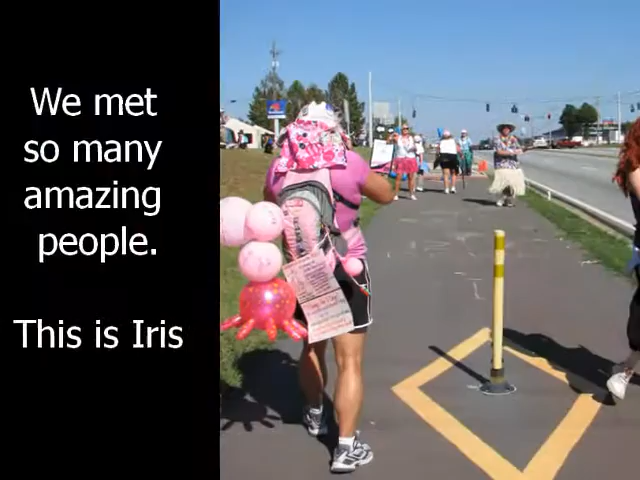 We met
so many
amazing
people.
This is Iris